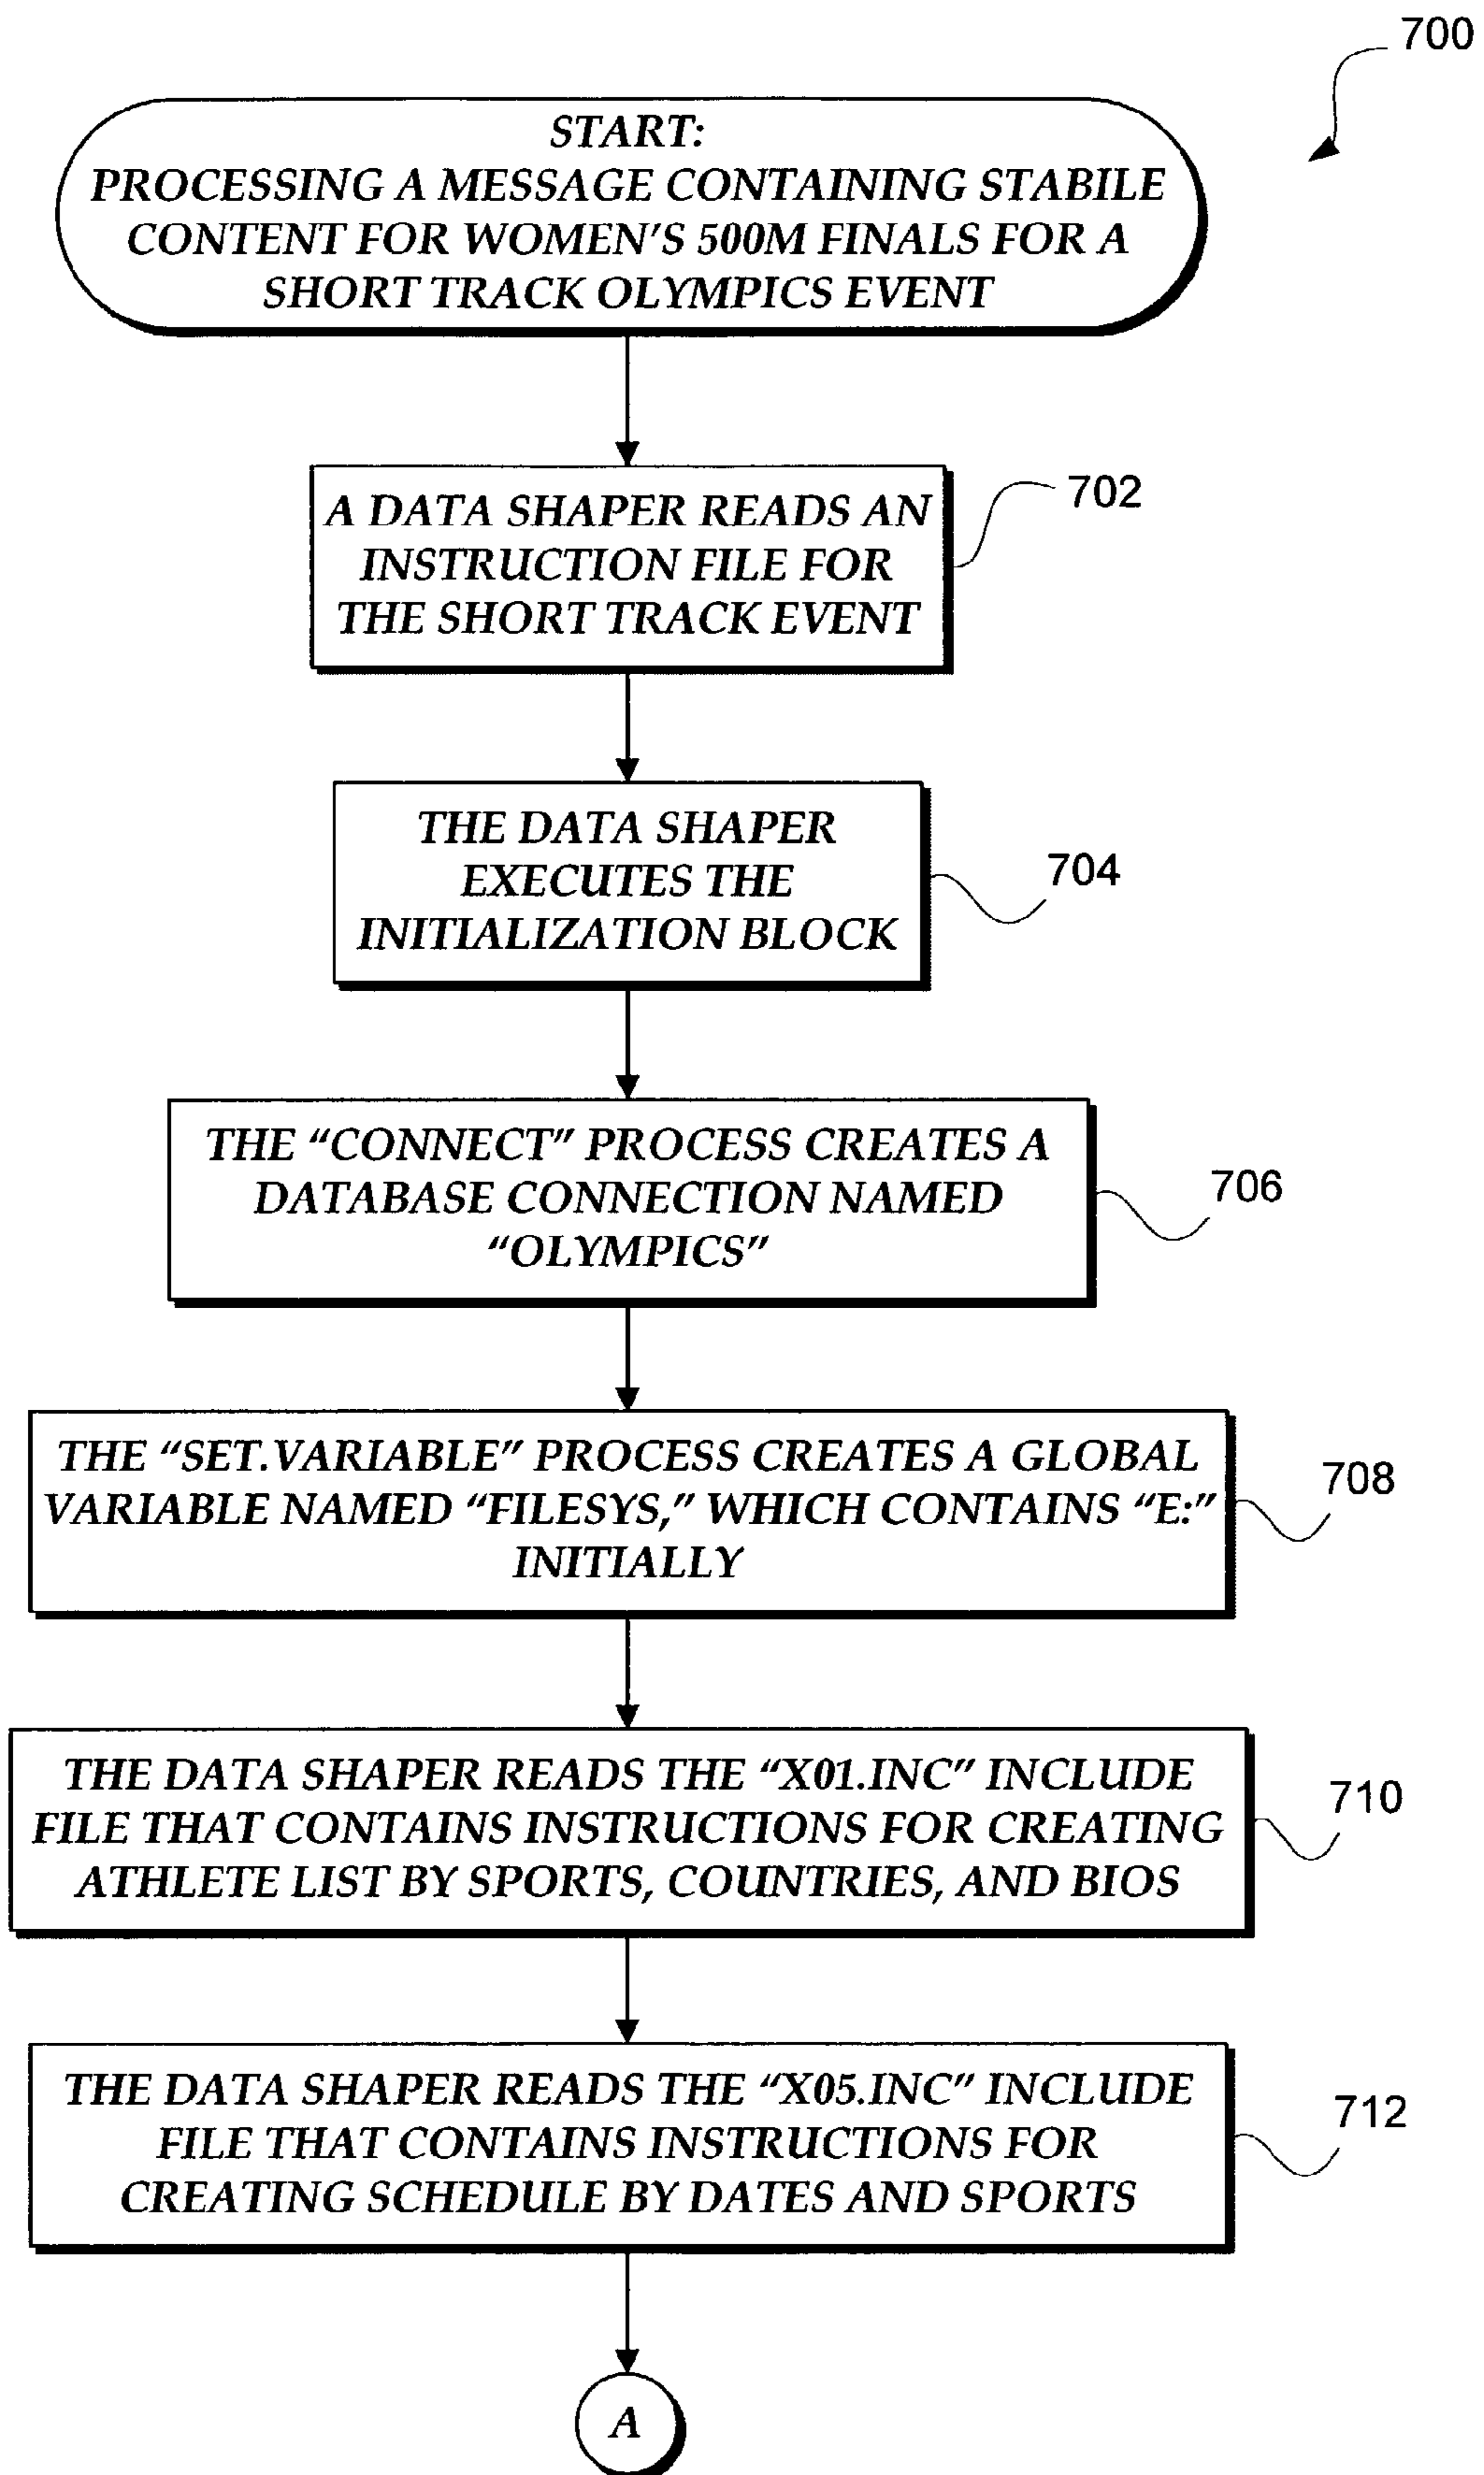 700
START:
PROCESSING A MESSAGE CONTAINING STABILE
CONTENT FOR WOMEN'S 500M FINALS FOR A
SHORT TRACK OLYMPICS EVENT
A DATA SHAPER READS AN
INSTRUCTION FILE FOR
THE SHORT TRACK EVENT
702
THE DATA SHAPER
EXECUTES THE
INITIALIZATION BLOCK
704
THE “CONNECT” PROCESS CREATES A
DATABASE CONNECTION NAMED
“OLYMPICS”
706
THE “SET.VARIABLE” PROCESS CREATES A GLOBAL
VARIABLE NAMED “FILESYS,” WHICH CONTAINS “E:”
INITIALLY
708
THE DATA SHAPER READS THE “X01.INC” INCLUDE
FILE THAT CONTAINS INSTRUCTIONS FOR CREATING
ATHLETE LIST BY SPORTS, COUNTRIES, AND BIOS
710
THE DATA SHAPER READS THE “X05.INC” INCLUDE
FILE THAT CONTAINS INSTRUCTIONS FOR
CREATING SCHEDULE BY DATES AND SPORTS
712
A